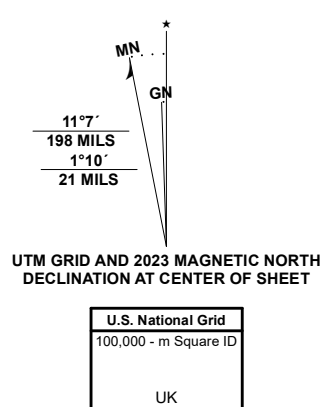 ★
MN
GN
11°7´
198 MILS
1°10´
21 MILS
UTM GRID AND 2023 MAGNETIC NORTH
DECLINATION AT CENTER OF SHEET
U.S. National Grid
100,000 - m Square ID
UK